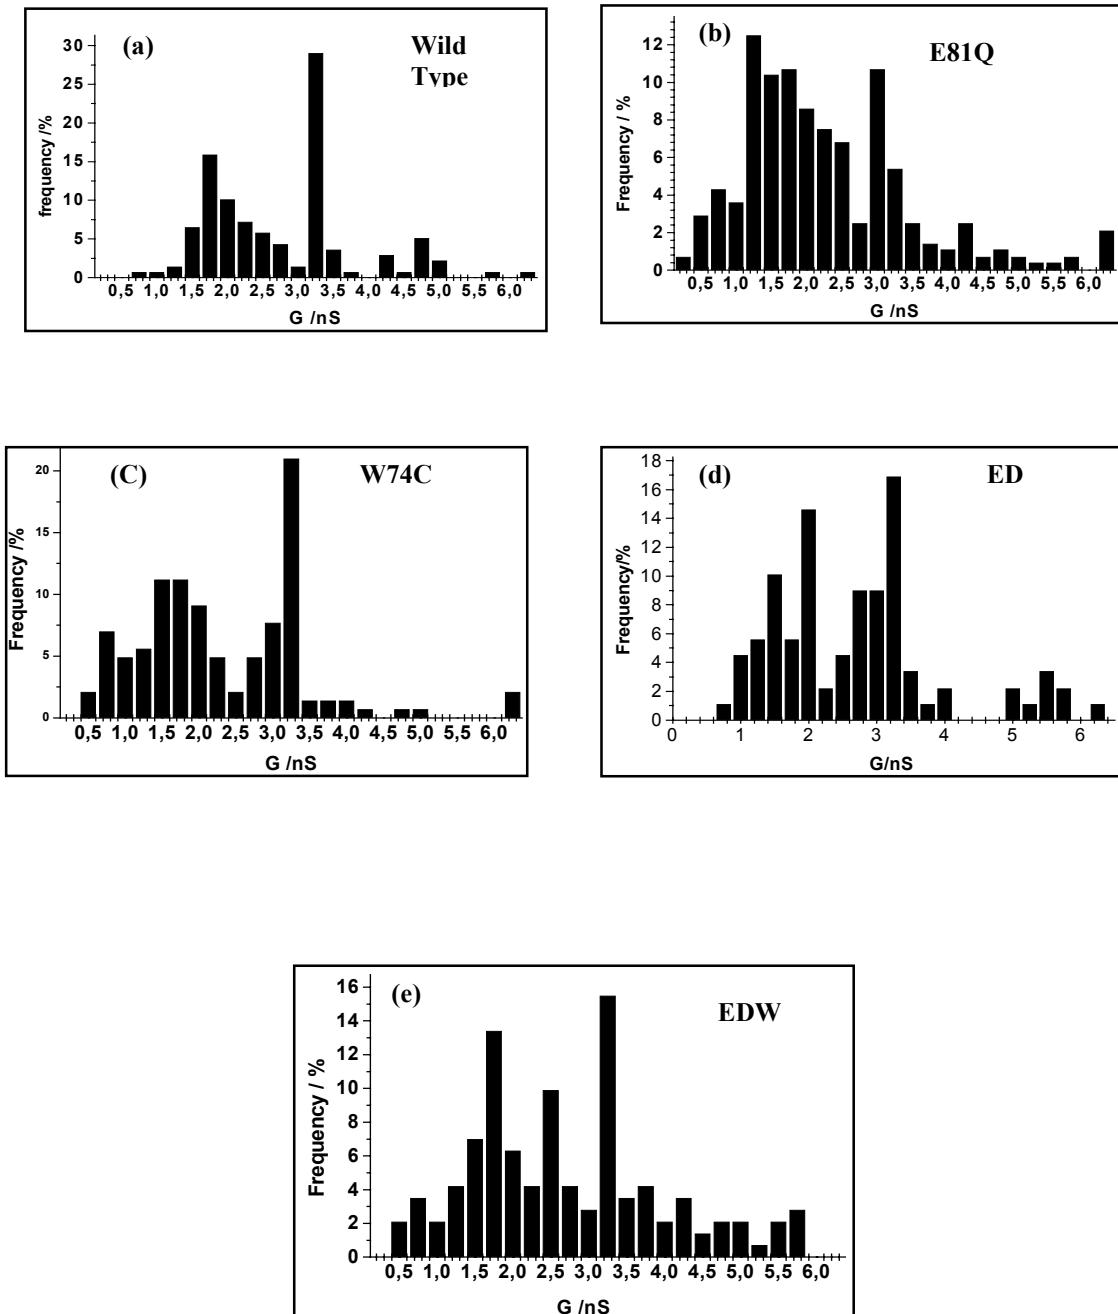 (a)
Wild
Type
frequency /%
30
25
20
15
10
5
0
0,5 1,0 1,5 2,0 2,5 3,0 3,5 4,0 4,5 5,0 5,5 6,0
G /nS
(b)
E81Q
Frequency / %
12
10
8
6
4
2
0
0,5 1,0 1,5 2,0 2,5 3,0 3,5 4,0 4,5 5,0 5,5 6,0
G /nS
(C)
W74C
Frequency /%
20
15
10
5
0
0,5 1,0 1,5 2,0 2,5 3,0 3,5 4,0 4,5 5,0 5,5 6,0
G /nS
(d)
ED
Frequency/%
18
16
14
12
10
8
6
4
2
0
0 1 2 3 4 5 6
G/nS
(e)
EDW
Frequency / %
16
14
12
10
8
6
4
2
0
0,5 1,0 1,5 2,0 2,5 3,0 3,5 4,0 4,5 5,0 5,5 6,0
G /nS